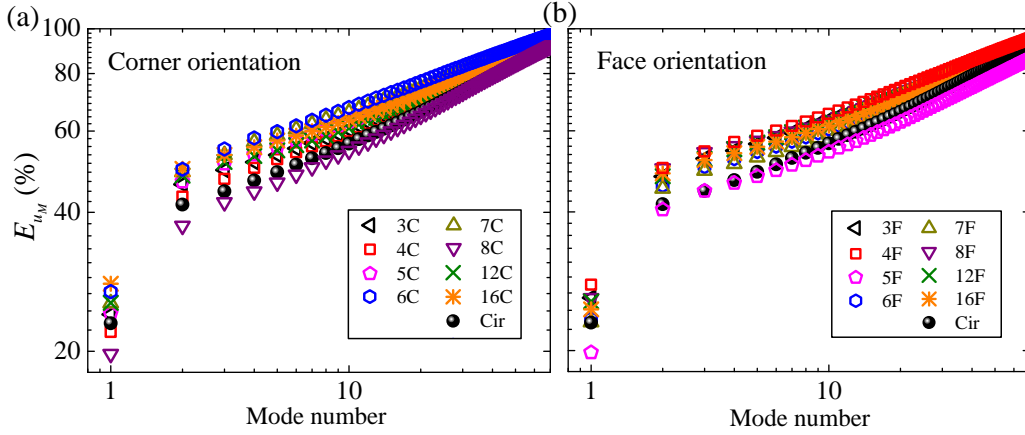 (a)
Corner orientation
E_{u_M} (%)
100
80
60
40
20
1
10
Mode number
3C
7C
4C
8C
5C
12C
6C
16C
Cir
(b)
Face orientation
1
10
Mode number
3F
7F
4F
8F
5F
12F
6F
16F
Cir